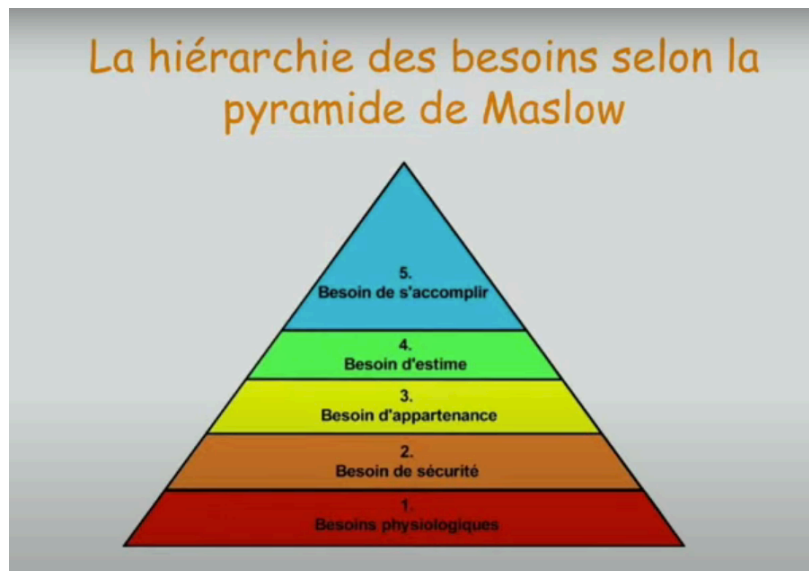 La hiérarchie des besoins selon la
pyramide de Maslow
5.
Besoin de s'accomplir
4.
Besoin d'estime
3.
Besoin d'appartenance
2.
Besoin de sécurité
1.
Besoins physiologiques